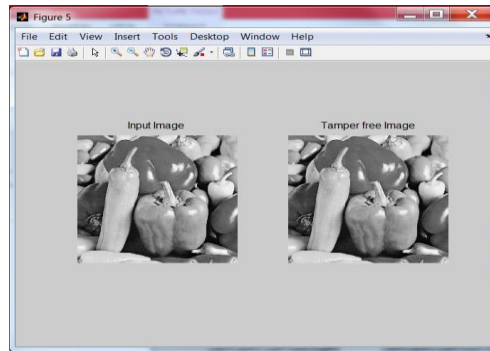 Figure 5
File Edit View Insert Tools Desktop Window Help
Input Image Tamper free Image